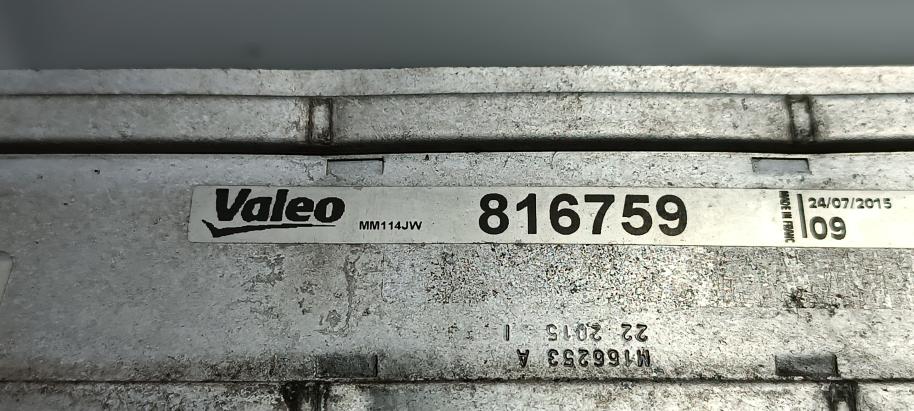 Valeo MM114JW 816759
MADE IN FRANCE
24/07/2015
09
M166253 A
22 2015 I